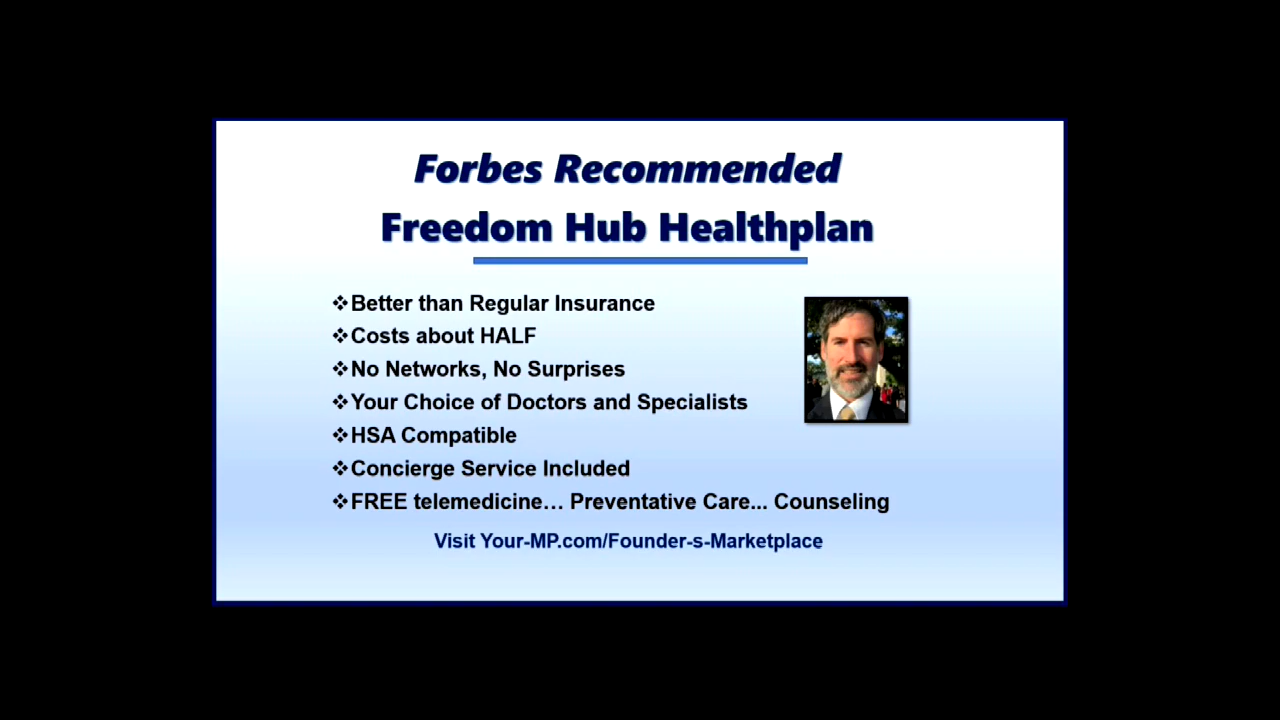 Forbes Recommended
Freedom Hub Healthplan
❖Better than Regular Insurance
❖Costs about HALF
❖No Networks, No Surprises
❖Your Choice of Doctors and Specialists
❖HSA Compatible
❖Concierge Service Included
❖FREE telemedicine… Preventative Care... Counseling
Visit Your-MP.com/Founder-s-Marketplace